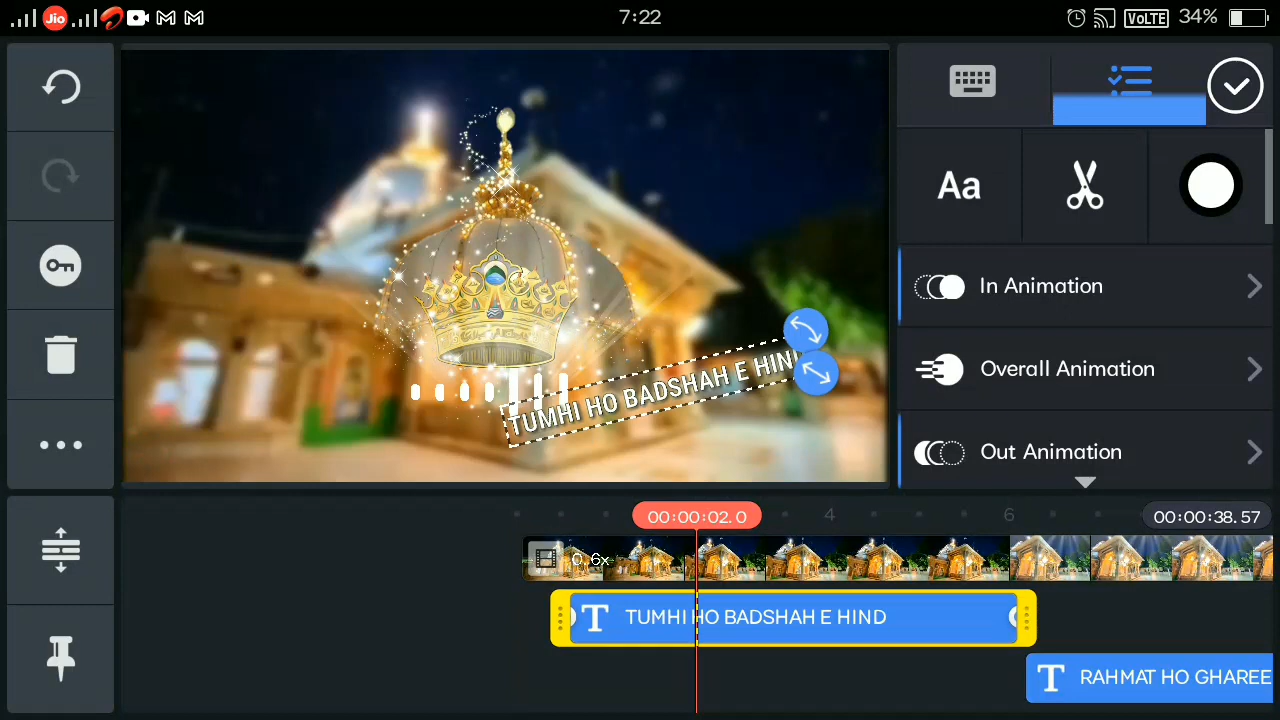 Jio
7:22
VoLTE
34%
Aa
In Animation
Overall Animation
Out Animation
TUMHI HO BADSHAH E HIN
00:00:02.0
4
6
00:00:38.57
0.6x
T TUMHI HO BADSHAH E HIND
T RAHMAT HO GHAREE